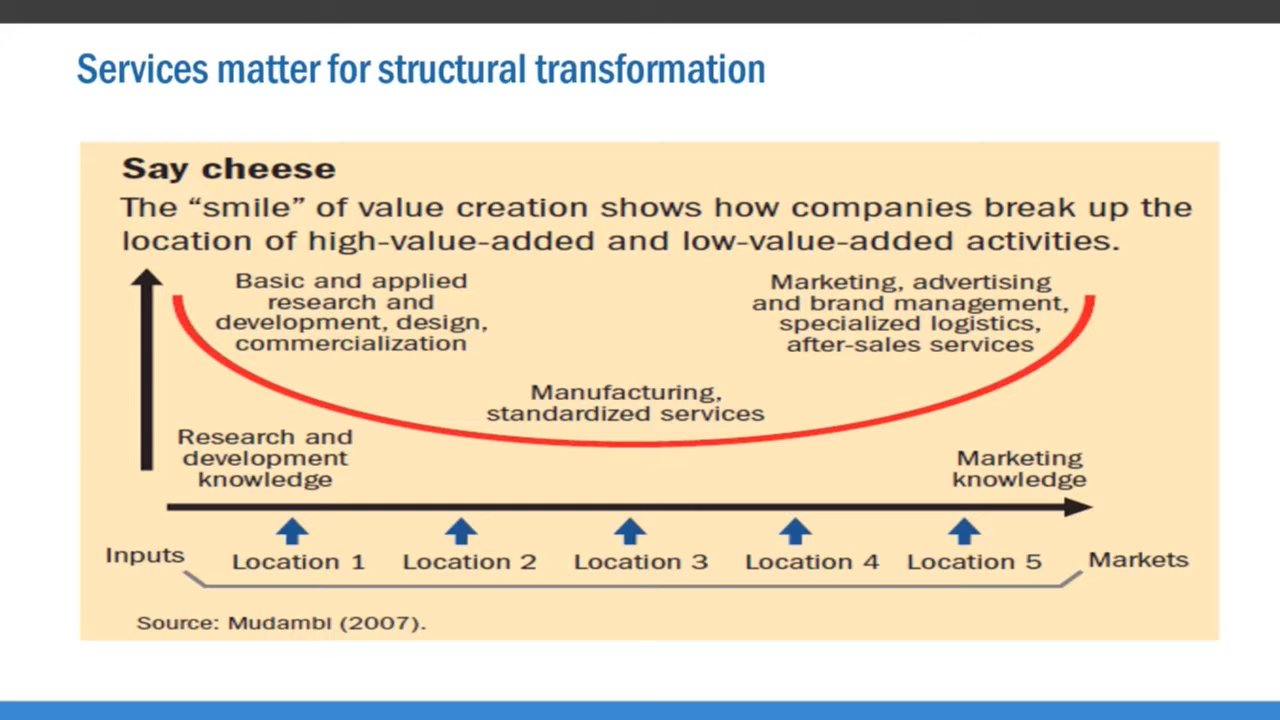 Services matter for structural transformation
Say cheese
The “smile” of value creation shows how companies break up the
location of high-value-added and low-value-added activities.
Basic and applied
research and
development, design,
commercialization
Marketing, advertising
and brand management,
specialized logistics,
after-sales services
Manufacturing,
standardized services
Research and
development
knowledge
Marketing
knowledge
Inputs
Location 1
Location 2
Location 3
Location 4
Location 5
Markets
Source: Mudambi (2007).